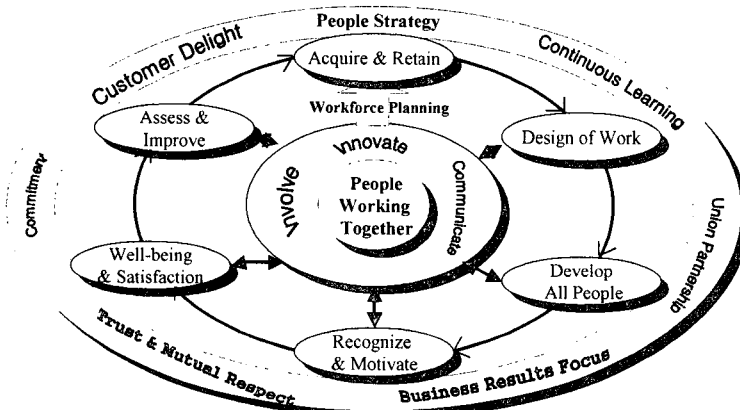 People Strategy
Customer Delight
Continuous Learning
Acquire & Retain
Workforce Planning
Assess &
Improve
Design of Work
Innovate
Involve
Communicate
People
Working
Together
Commitment
Union Partnership
Well-being
& Satisfaction
Develop
All People
Recognize
& Motivate
Trust & Mutual Respect
Business Results Focus